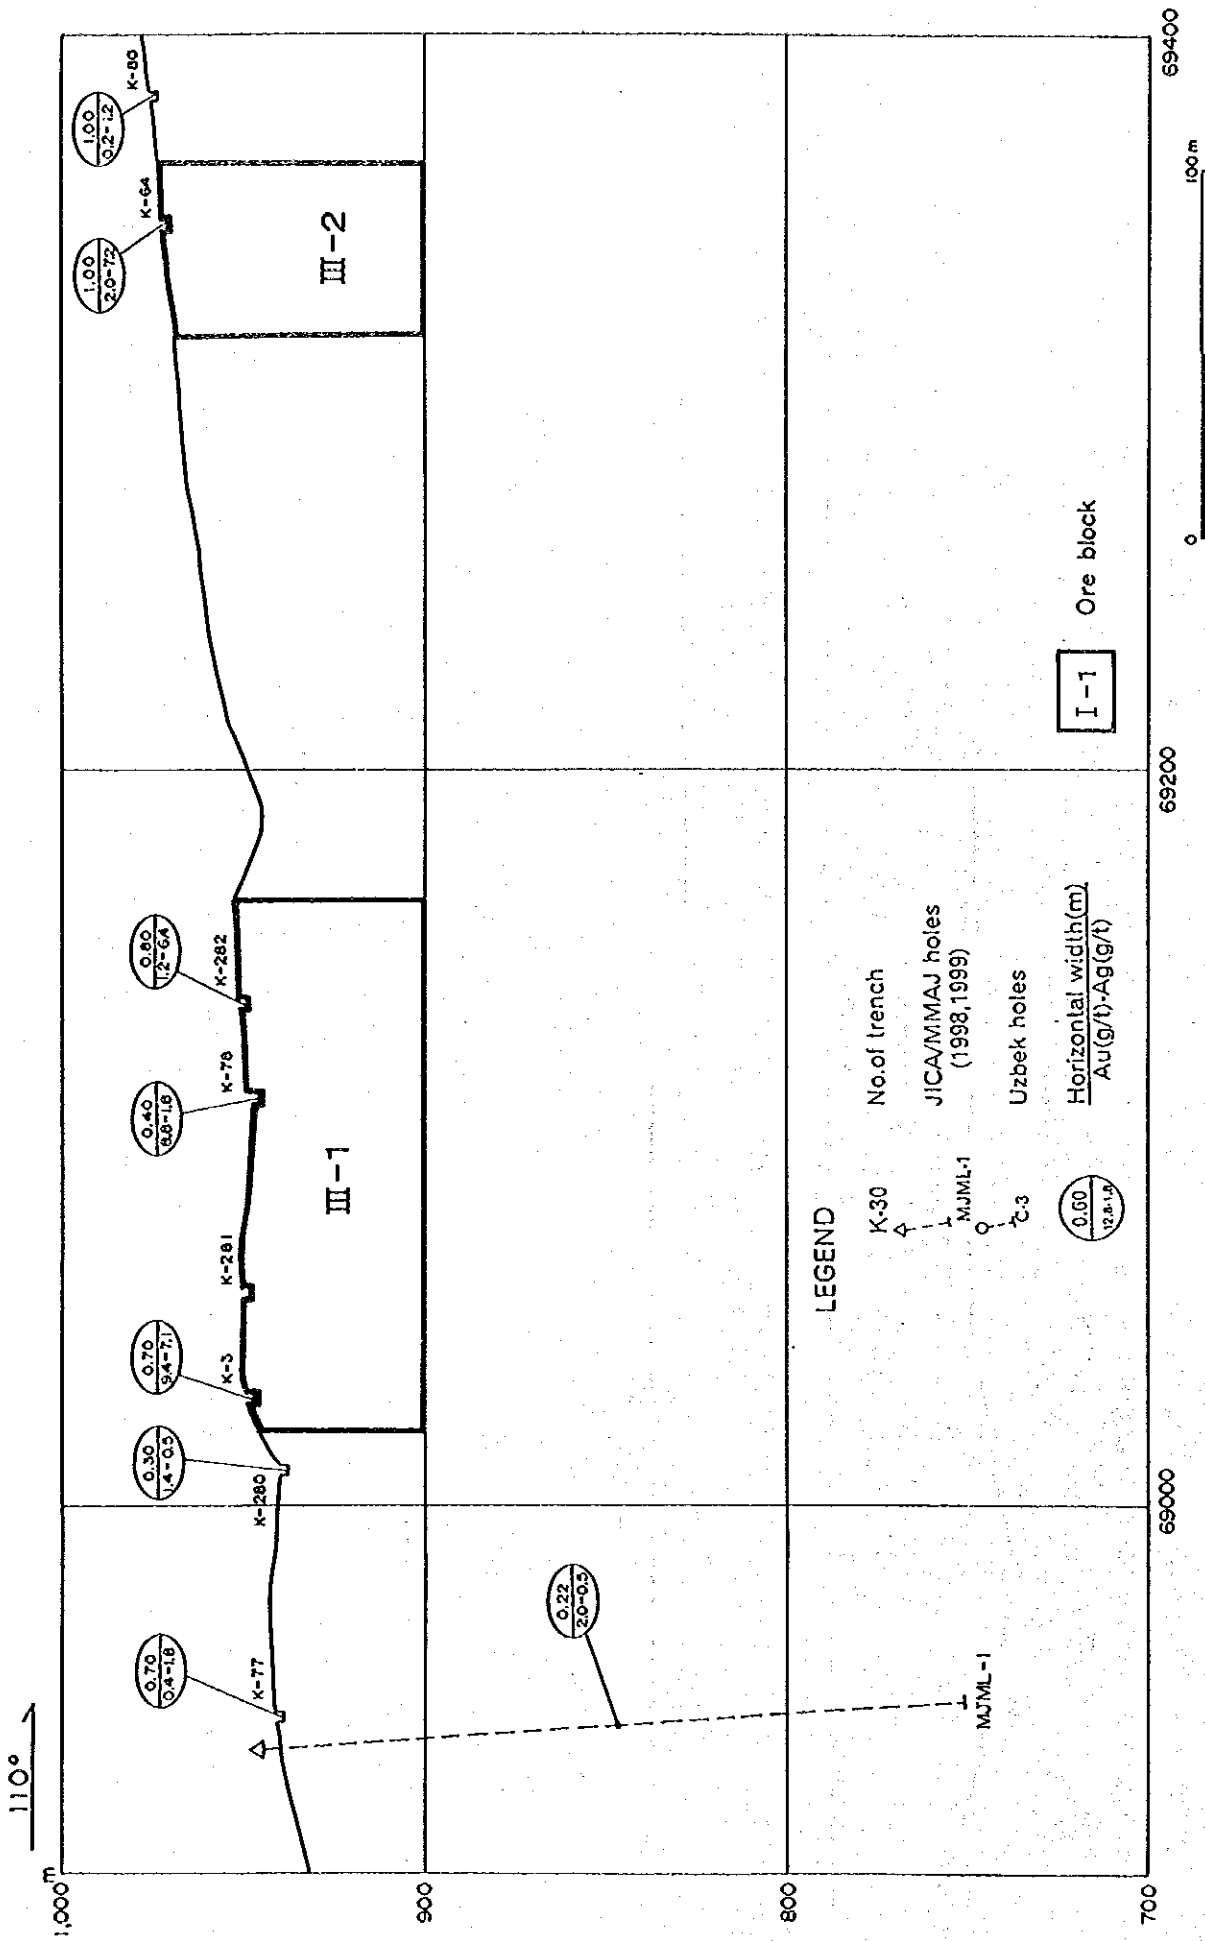 110°
m
1,000
900
800
700
69000
69200
69400
0.70
0.4-1.8
K-77
0.30
1.4-0.5
K-280
0.70
9.4-7.1
K-3
K-281
0.40
8.8-1.8
K-78
0.80
1.2-6.4
K-282
1.00
2.0-7.2
K-64
1.00
0.2-1.2
K-80
III-1
III-2
0.22
2.0-0.5
MJML-1
LEGEND
K-30 No.of trench
JICA/MMAJ holes
(1998,1999)
MJML-1
Uzbek holes
C-3
0.60
12.8-1.8
Horizontal width(m)
Au(g/t)-Ag(g/t)
I-1 Ore block
0 100m